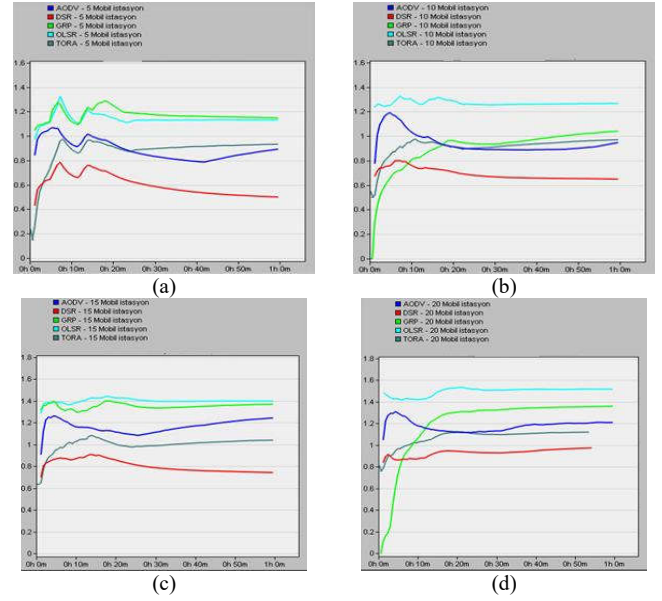 AODV - 5 Mobil istasyon
DSR - 5 Mobil istasyon
GRP - 5 Mobil istasyon
OLSR - 5 Mobil istasyon
TORA - 5 Mobil istasyon
1.6
1.4
1.2
1
0.8
0.6
0.4
0.2
0
0h 0m 0h 10m 0h 20m 0h 30m 0h 40m 0h 50m 1h 0m
(a)
AODV - 10 Mobil istasyon
DSR - 10 Mobil istasyon
GRP - 10 Mobil istasyon
OLSR - 10 Mobil istasyon
TORA - 10 Mobil istasyon
1.6
1.4
1.2
1
0.8
0.6
0.4
0.2
0
0h 0m 0h 10m 0h 20m 0h 30m 0h 40m 0h 50m 1h 0m
(b)
AODV - 15 Mobil istasyon
DSR - 15 Mobil istasyon
GRP - 15 Mobil istasyon
OLSR - 15 Mobil istasyon
TORA - 15 Mobil istasyon
1.8
1.6
1.4
1.2
1
0.8
0.6
0.4
0.2
0
0h 0m 0h 10m 0h 20m 0h 30m 0h 40m 0h 50m 1h 0m
(c)
AODV - 20 Mobil istasyon
DSR - 20 Mobil istasyon
GRP - 20 Mobil istasyon
OLSR - 20 Mobil istasyon
TORA - 20 Mobil istasyon
1.8
1.6
1.4
1.2
1
0.8
0.6
0.4
0.2
0
0h 0m 0h 10m 0h 20m 0h 30m 0h 40m 0h 50m 1h 0m
(d)